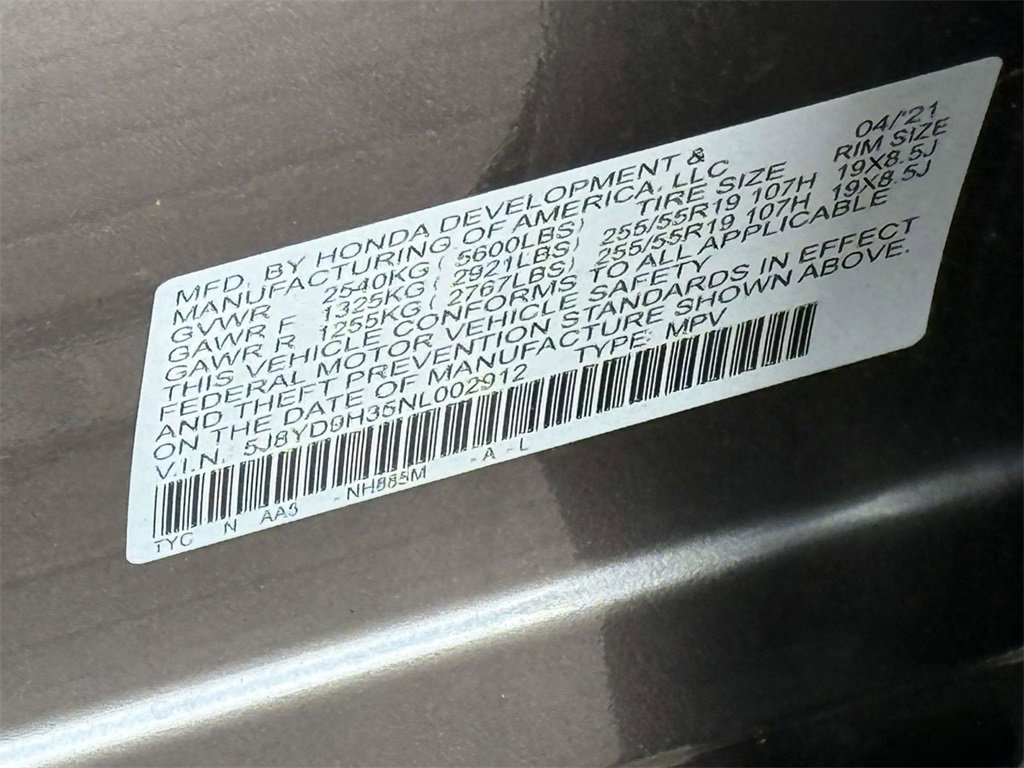 04/'21
MFD. BY HONDA DEVELOPMENT &
MANUFACTURING OF AMERICA, LLC
TIRE SIZE RIM SIZE
GVWR 2540KG ( 5600LBS)
GAWR F 1325KG ( 2921LBS) 255/55R19 107H 19X8.5J
GAWR R 1255KG ( 2767LBS) 255/55R19 107H 19X8.5J
THIS VEHICLE CONFORMS TO ALL APPLICABLE
FEDERAL MOTOR VEHICLE SAFETY
AND THEFT PREVENTION STANDARDS IN EFFECT
ON THE DATE OF MANUFACTURE SHOWN ABOVE.
V.I.N. 5J8YD9H35NL002912 TYPE: MPV
TYC N AA3 -NH885M -A -L